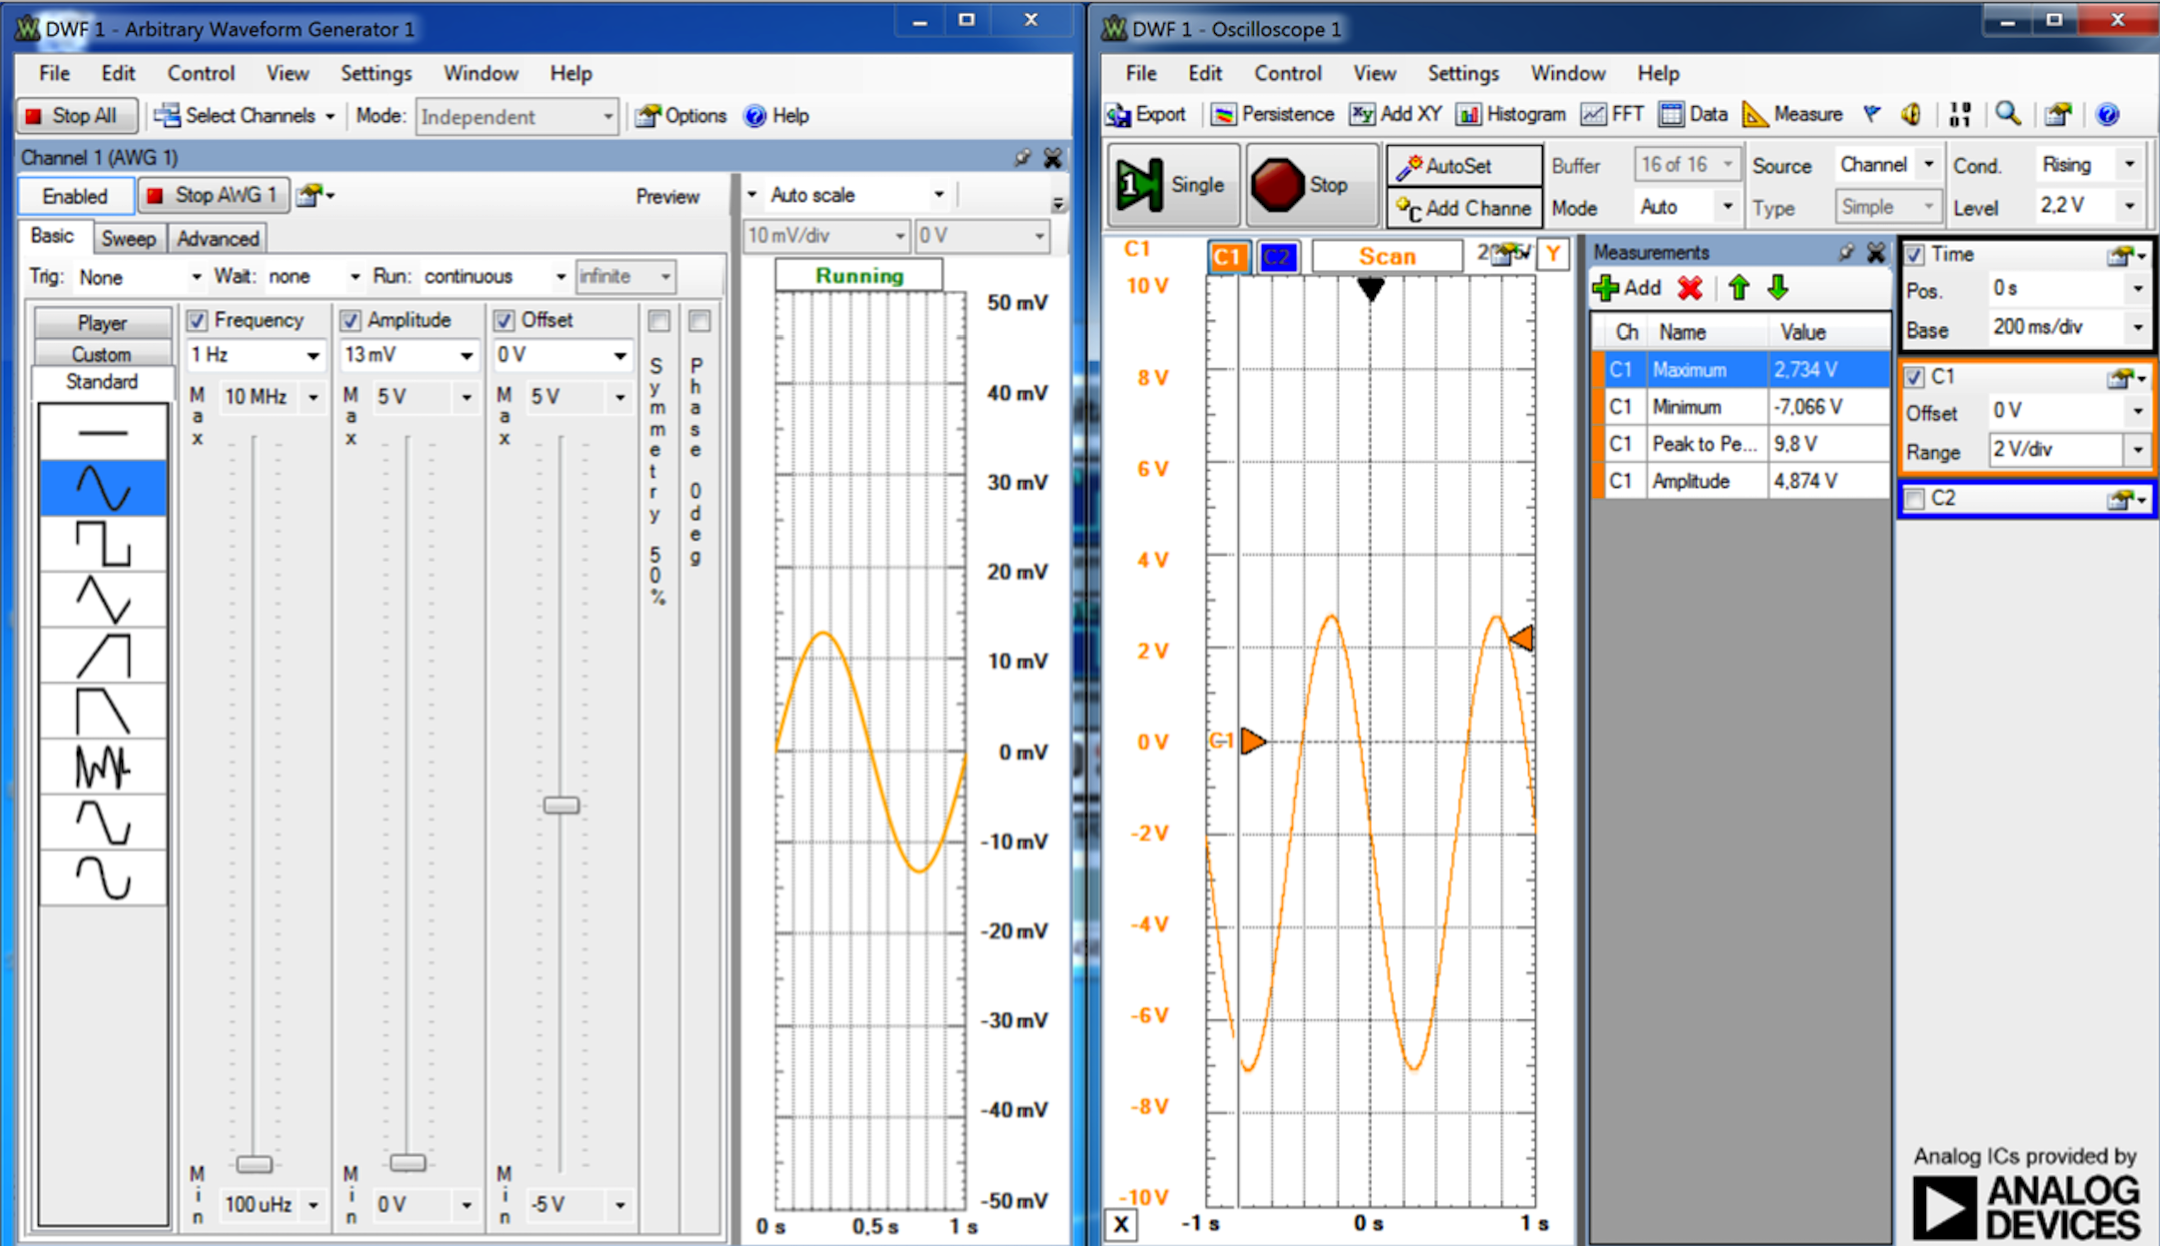 DWF 1 - Arbitrary Waveform Generator 1
File Edit Control View Settings Window Help
Stop All Select Channels Mode: Independent Options Help
Channel 1 (AWG 1)
Enabled Stop AWG 1 Preview Auto scale
Basic Sweep Advanced 10 mV/div 0 V
Trig: None Wait: none Run: continuous infinite Running
Player
Custom
Standard
Frequency Amplitude Offset
1 Hz 13 mV 0 V
Max 10 MHz Max 5 V Max 5 V
Symmetry 50%
Phase 0 deg
Min 100 uHz Min 0 V Min -5 V
50 mV
40 mV
30 mV
20 mV
10 mV
0 mV
-10 mV
-20 mV
-30 mV
-40 mV
-50 mV
0 s 0,5 s 1 s
DWF 1 - Oscilloscope 1
File Edit Control View Settings Window Help
Export Persistence Add XY Histogram FFT Data Measure
1 Single Stop AutoSet Buffer 16 of 16 Source Channel Cond. Rising
Add Channe Mode Auto Type Simple Level 2,2 V
C1 C1 C2 Scan Y
10 V
8 V
6 V
4 V
2 V
0 V C1
-2 V
-4 V
-6 V
-8 V
-10 V
X -1 s 0 s 1 s
Measurements
Add
Ch Name Value
C1 Maximum 2,734 V
C1 Minimum -7,066 V
C1 Peak to Pe... 9,8 V
C1 Amplitude 4,874 V
Time
Pos. 0 s
Base 200 ms/div
C1
Offset 0 V
Range 2 V/div
C2
Analog ICs provided by
ANALOG
DEVICES